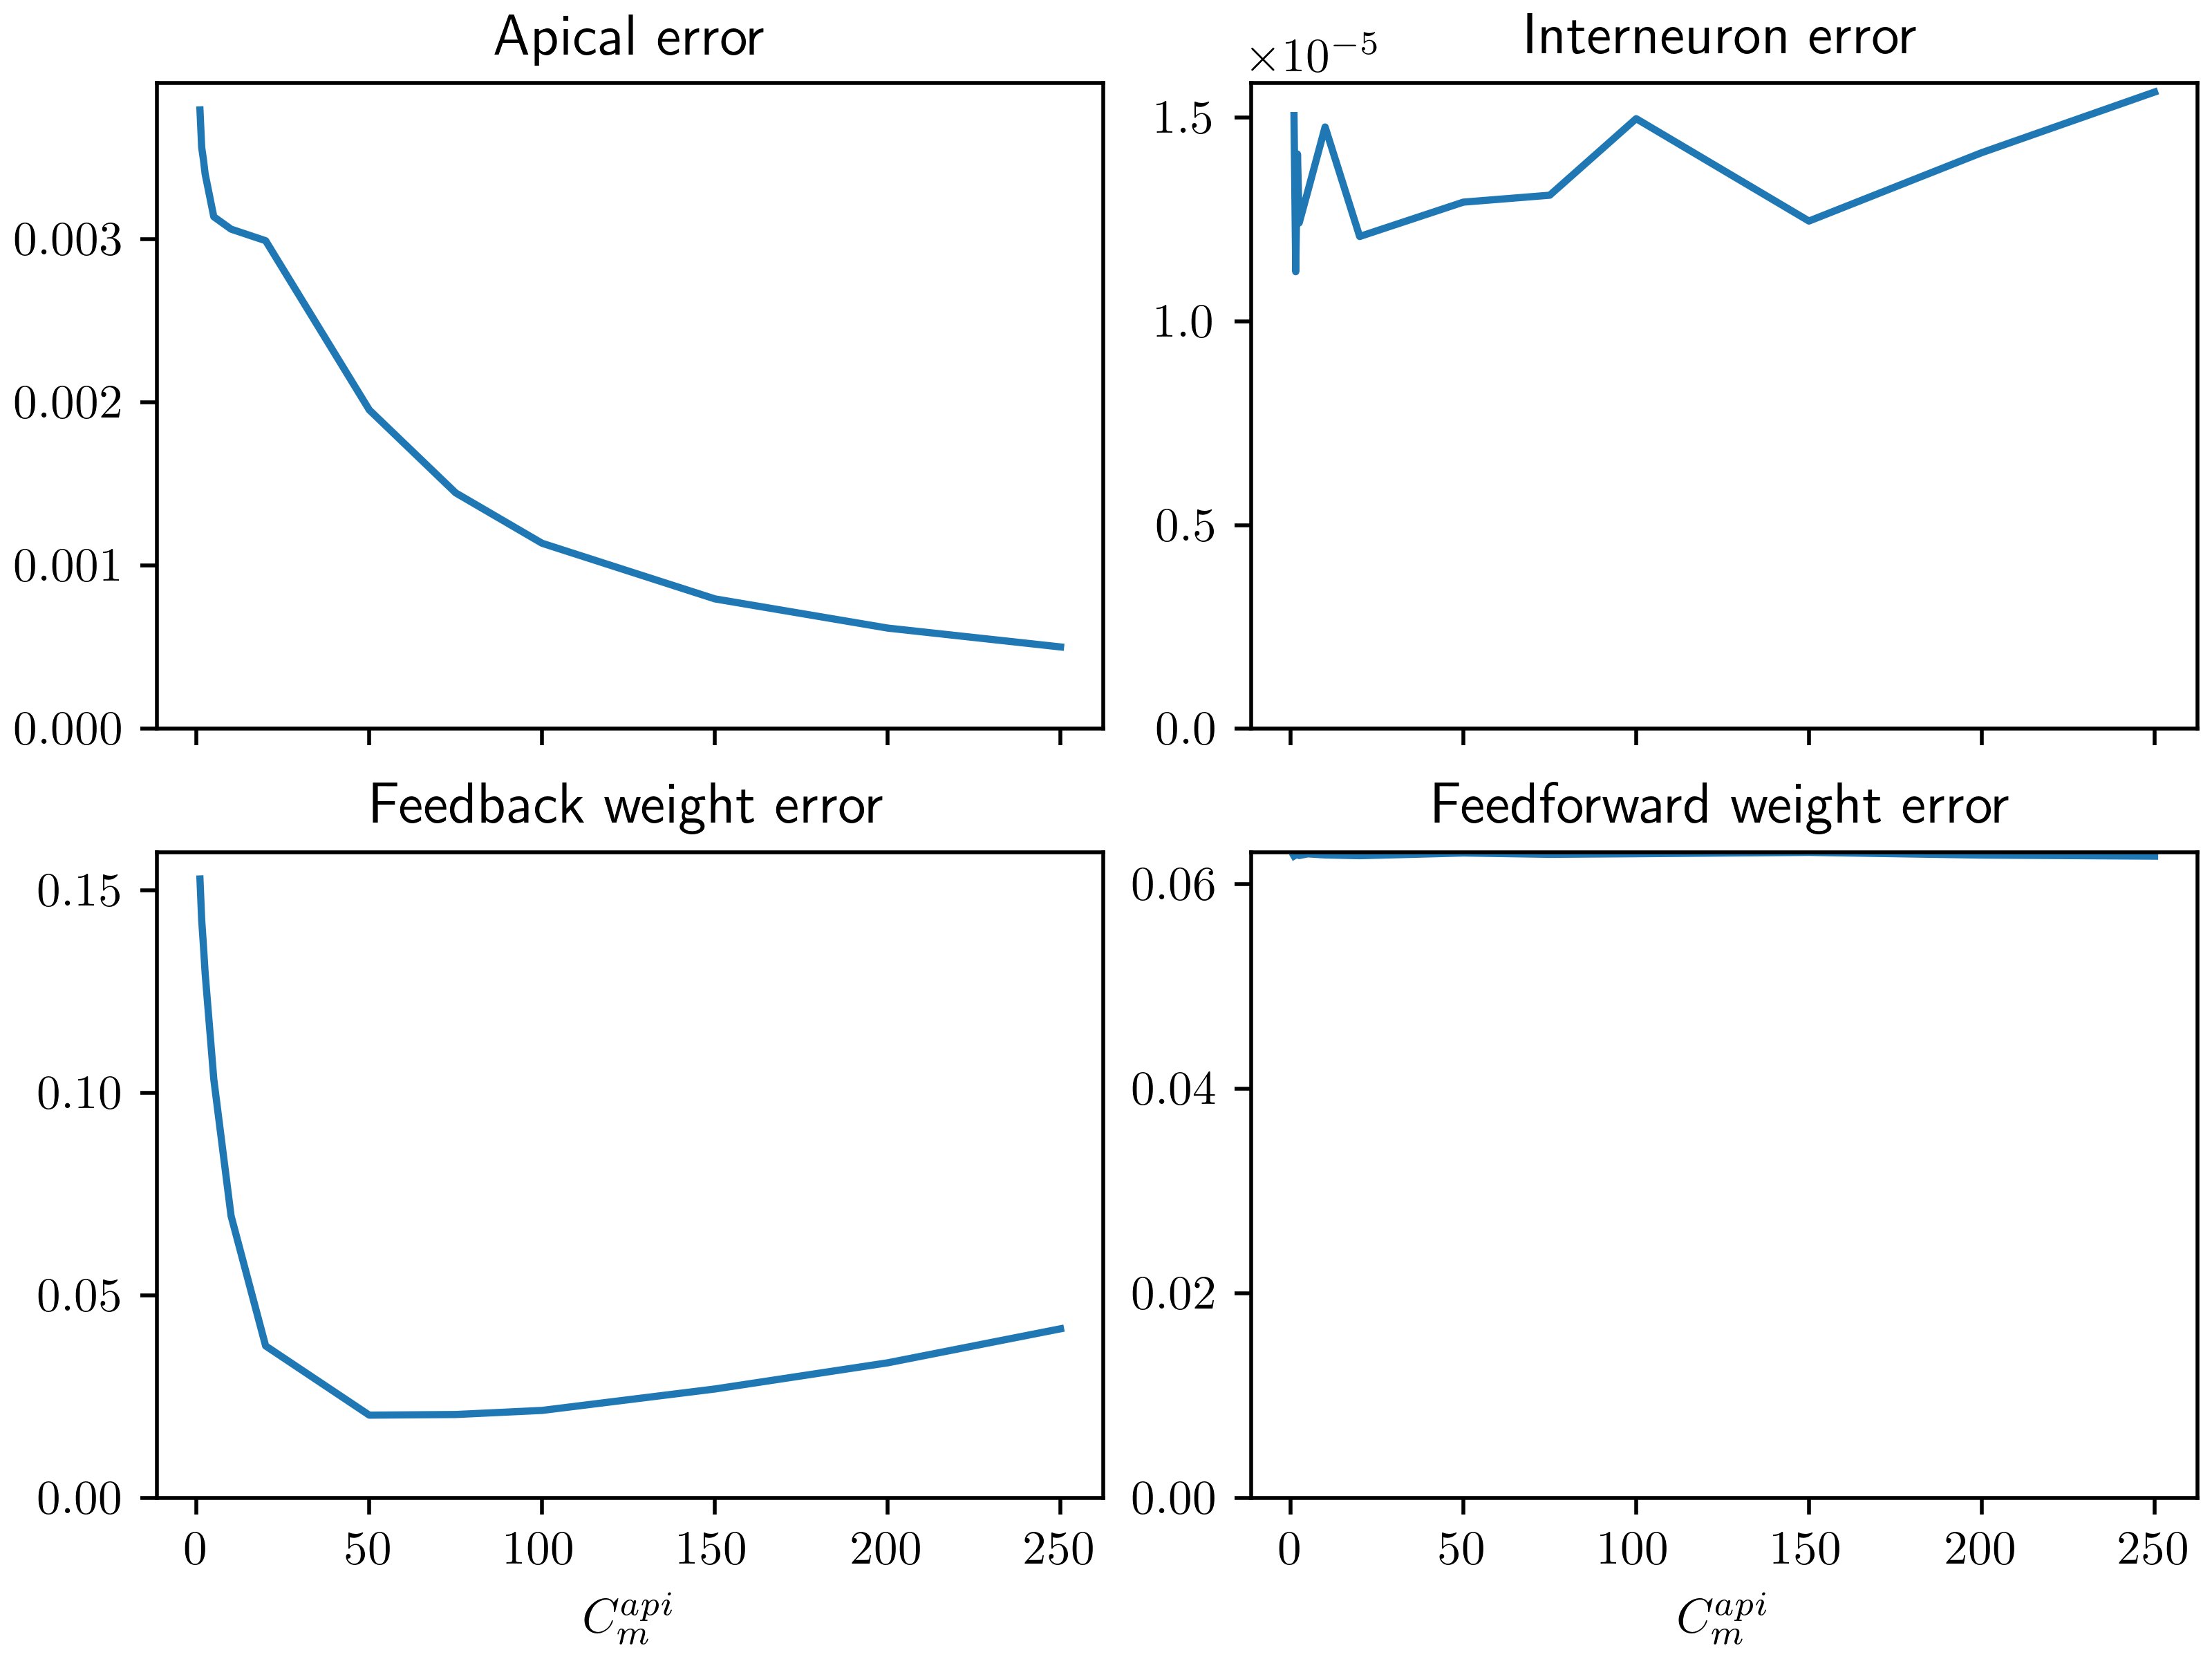 Apical error
0.003
0.002
0.001
0.000
Interneuron error
×10⁻⁵
1.5
1.0
0.5
0.0
Feedback weight error
0.15
0.10
0.05
0.00
0 50 100 150 200 250
C_m^{api}
Feedforward weight error
0.06
0.04
0.02
0.00
0 50 100 150 200 250
C_m^{api}